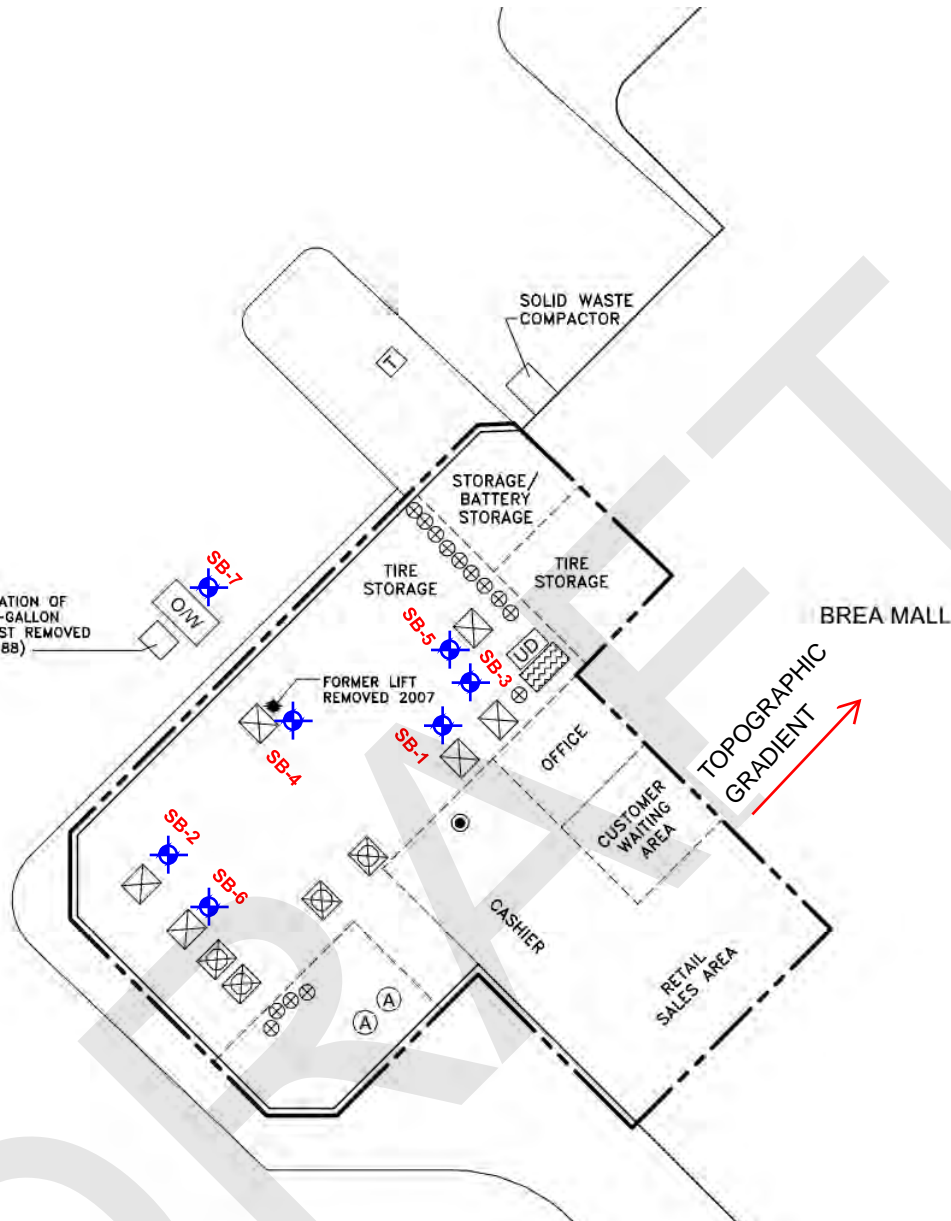 SOLID WASTE
COMPACTOR
T
STORAGE/
BATTERY
STORAGE
TIRE
STORAGE
TIRE
STORAGE
SB-7
O/W
ATION OF
-GALLON
ST REMOVED
88)
BREA MALL
SB-5
UD
SB-3
FORMER LIFT
REMOVED 2007
SB-4
SB-1
OFFICE
TOPOGRAPHIC
GRADIENT
CUSTOMER
WAITING
AREA
SB-2
SB-6
CASHIER
RETAIL
SALES AREA
A
A
DRAFT